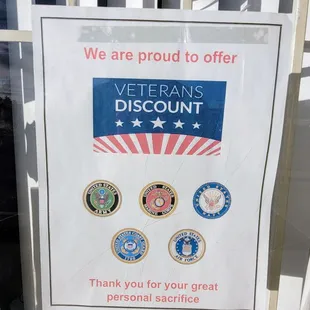 We are proud to offer
VETERANS
DISCOUNT
Thank you for your great
personal sacrifice